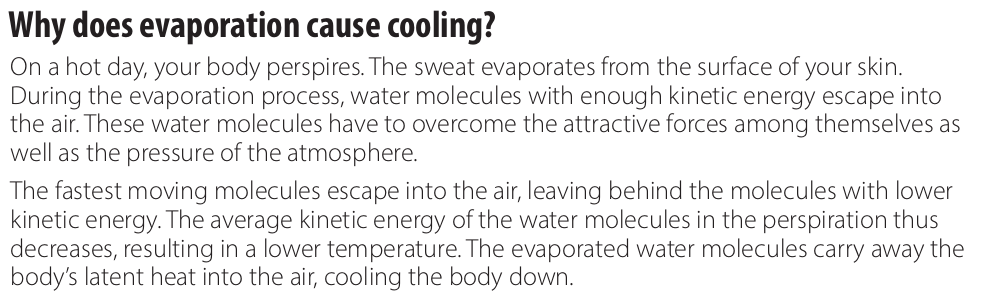 Why does evaporation cause cooling?
On a hot day, your body perspires. The sweat evaporates from the surface of your skin.
During the evaporation process, water molecules with enough kinetic energy escape into
the air. These water molecules have to overcome the attractive forces among themselves as
well as the pressure of the atmosphere.
The fastest moving molecules escape into the air, leaving behind the molecules with lower
kinetic energy. The average kinetic energy of the water molecules in the perspiration thus
decreases, resulting in a lower temperature. The evaporated water molecules carry away the
body’s latent heat into the air, cooling the body down.